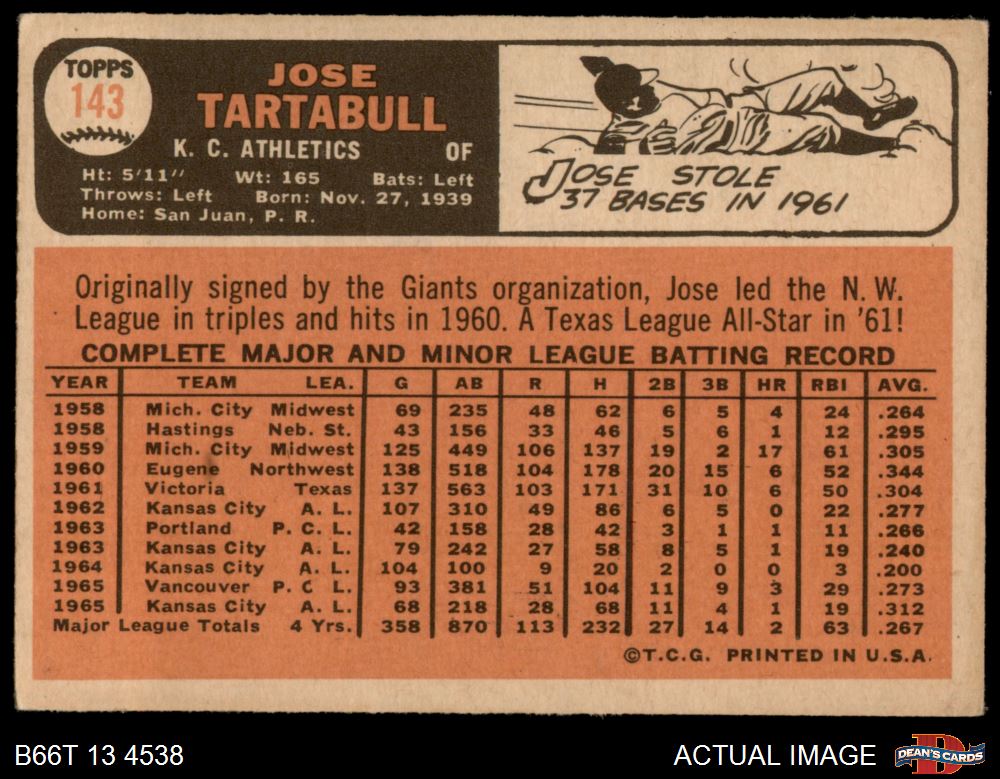 TOPPS
143
JOSE
TARTABULL
K. C. ATHLETICS OF
Ht: 5'11" Wt: 165 Bats: Left
Throws: Left Born: Nov. 27, 1939
Home: San Juan, P. R.
JOSE STOLE
37 BASES IN 1961
Originally signed by the Giants organization, Jose led the N. W.
League in triples and hits in 1960. A Texas League All-Star in '61!
COMPLETE MAJOR AND MINOR LEAGUE BATTING RECORD
YEAR TEAM LEA. G AB R H 2B 3B HR RBI AVG.
1958 Mich. City Midwest 69 235 48 62 6 5 4 24 .264
1958 Hastings Neb. St. 43 156 33 46 5 6 1 12 .295
1959 Mich. City Midwest 125 449 106 137 19 2 17 61 .305
1960 Eugene Northwest 138 518 104 178 20 15 6 52 .344
1961 Victoria Texas 137 563 103 171 31 10 6 50 .304
1962 Kansas City A. L. 107 310 49 86 6 5 0 22 .277
1963 Portland P. C. L. 42 158 28 42 3 1 1 11 .266
1963 Kansas City A. L. 79 242 27 58 8 5 1 19 .240
1964 Kansas City A. L. 104 100 9 20 2 0 0 3 .200
1965 Vancouver P. C L. 93 381 51 104 11 9 3 29 .273
1965 Kansas City A. L. 68 218 28 68 11 4 1 19 .312
Major League Totals 4 Yrs. 358 870 113 232 27 14 2 63 .267
©T.C.G. PRINTED IN U.S.A.
B66T 13 4538 ACTUAL IMAGE DEAN'S CARDS